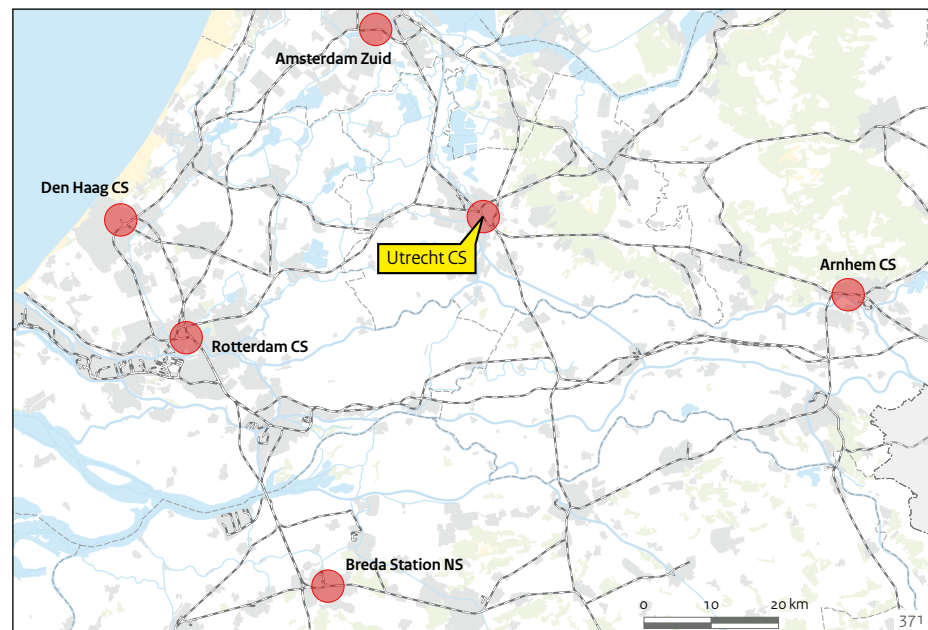 Amsterdam Zuid
Den Haag CS
Utrecht CS
Arnhem CS
Rotterdam CS
Breda Station NS
0 10 20 km
371